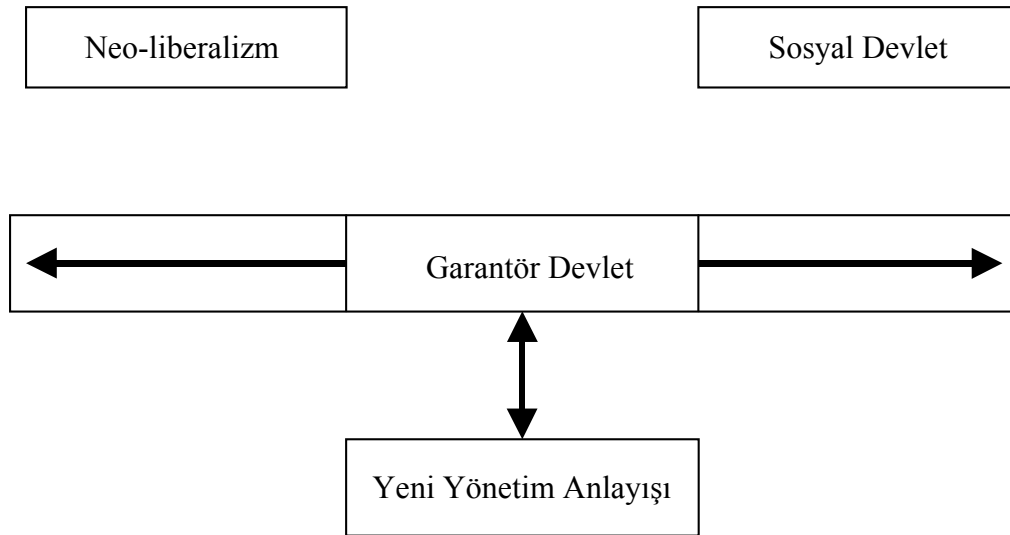 Neo-liberalizm
Sosyal Devlet
Garantör Devlet
Yeni Yönetim Anlayışı